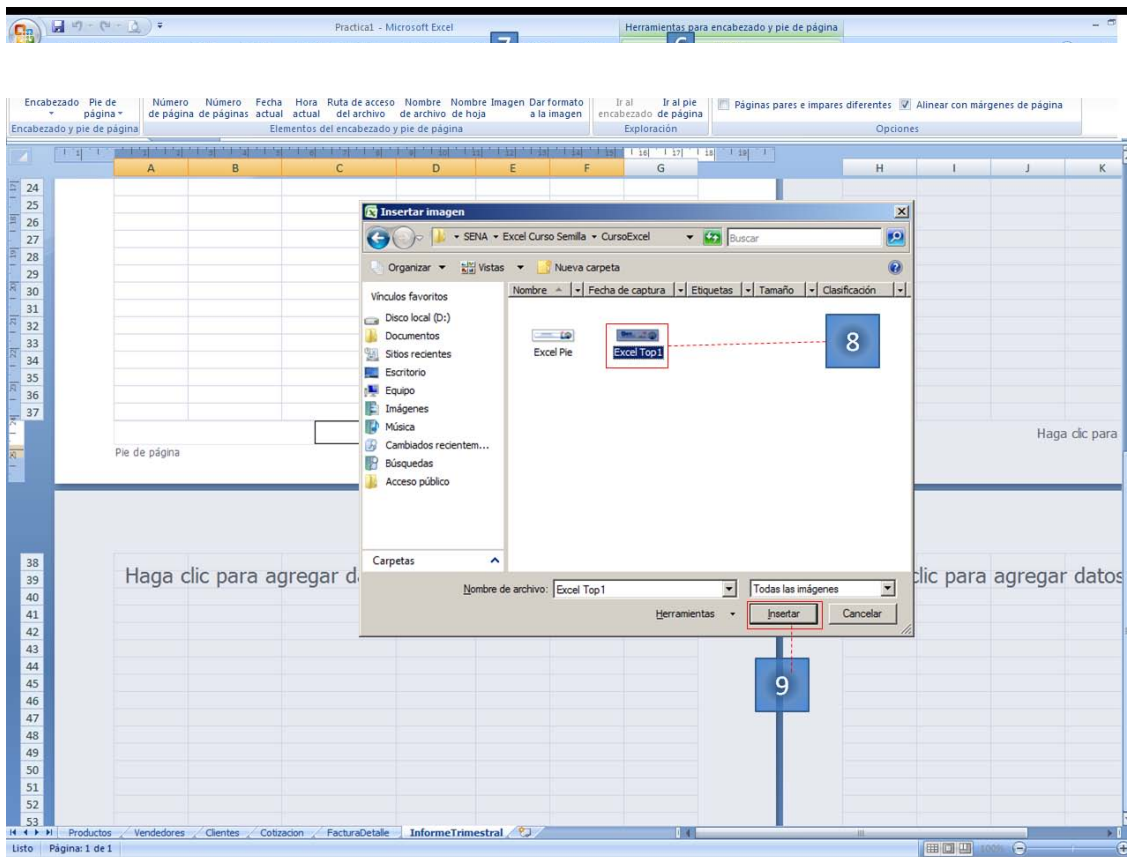 Practica1 - Microsoft Excel
Herramientas para encabezado y pie de página
Encabezado
Pie de página
Número de página
Número de páginas
Fecha actual
Hora actual
Ruta de acceso del archivo
Nombre de archivo
Nombre de hoja
Imagen
Dar formato a la imagen
Ir al encabezado
Ir al pie de página
Páginas pares e impares diferentes
Alinear con márgenes de página
Encabezado y pie de página
Elementos del encabezado y pie de página
Exploración
Opciones
A B C D E F G H I J K
24
25
26
27
28
29
30
31
32
33
34
35
36
37
Insertar imagen
SENA Excel Curso Semilla CursoExcel
Buscar
Organizar Vistas Nueva carpeta
Vínculos favoritos
Disco local (D:)
Documentos
Sitios recientes
Escritorio
Equipo
Imágenes
Música
Cambiados recientem...
Búsquedas
Acceso público
Carpetas
Nombre Fecha de captura Etiquetas Tamaño Clasificación
Excel Pie
Excel Top1
8
Nombre de archivo: Excel Top1 Todas las imágenes
Herramientas Insertar Cancelar
9
Pie de página
Haga clic para
Haga clic para agregar d
clic para agregar datos
38
39
40
41
42
43
44
45
46
47
48
49
50
51
52
53
Productos Vendedores Clientes Cotizacion FacturaDetalle InformeTrimestral
Listo Página: 1 de 1 100%